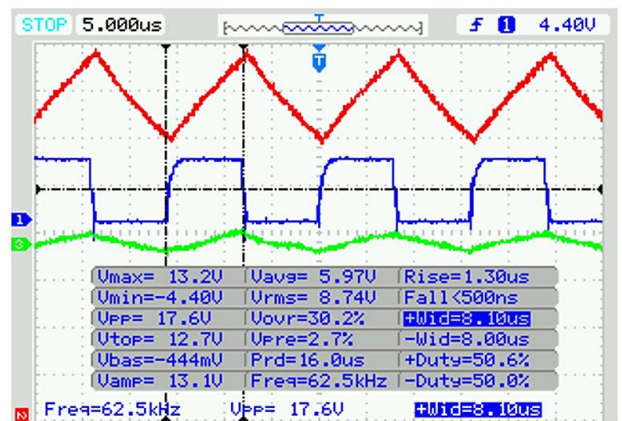 STOP 5.000us T f 1 4.40V
T
1
3
Vmax= 13.2V Vavg= 5.97V Rise=1.30us
Vmin=-4.40V Vrms= 8.74V Fall<500ns
Vpp= 17.6V Vovr=30.2% +Wid=8.10us
Vtop= 12.7V Vpre=2.7% -Wid=8.00us
Vbas=-444mV Prd=16.0us +Duty=50.6%
Vamp= 13.1V Freq=62.5kHz -Duty=50.0%
2 Freq=62.5kHz Vpp= 17.6V +Wid=8.10us